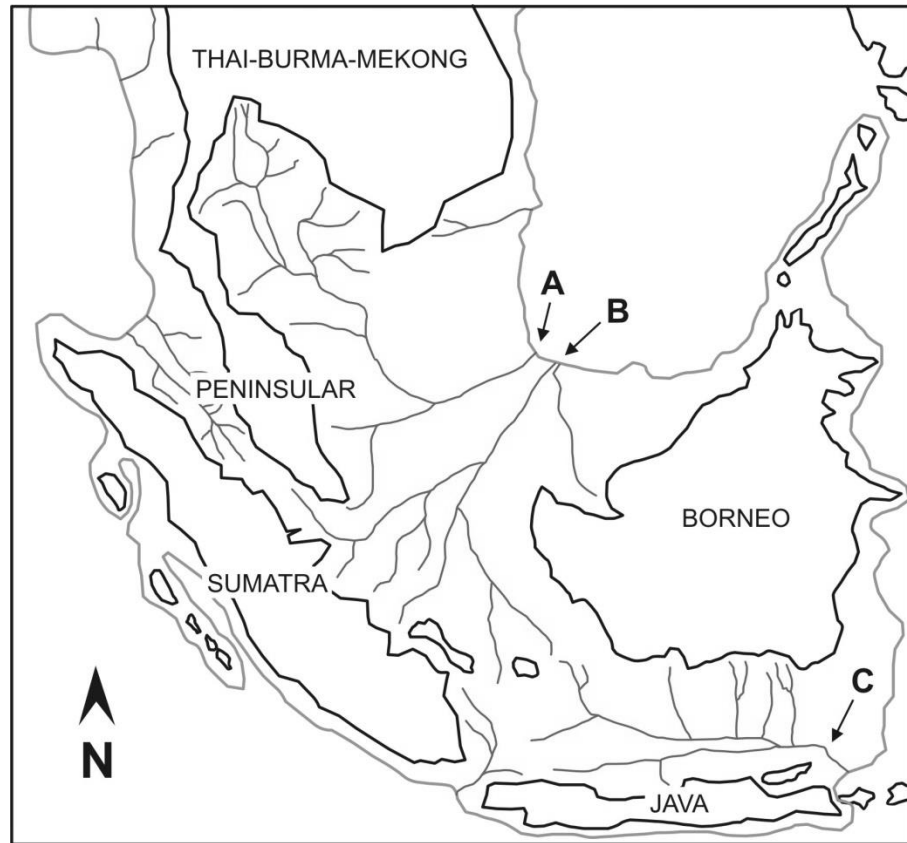 THAI-BURMA-MEKONG
A
B
PENINSULAR
BORNEO
SUMATRA
C
N
JAVA